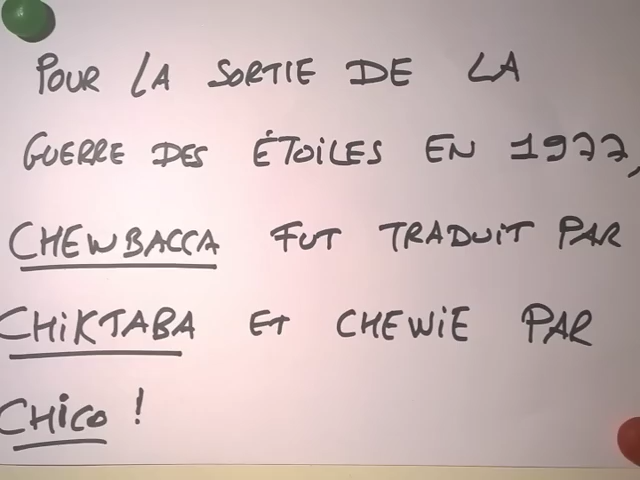 POUR LA SORTIE DE LA
GUERRE DES ÉTOILES EN 1977,
CHEWBACCA FUT TRADUIT PAR
CHIKTABA ET CHEWIE PAR
CHICO !